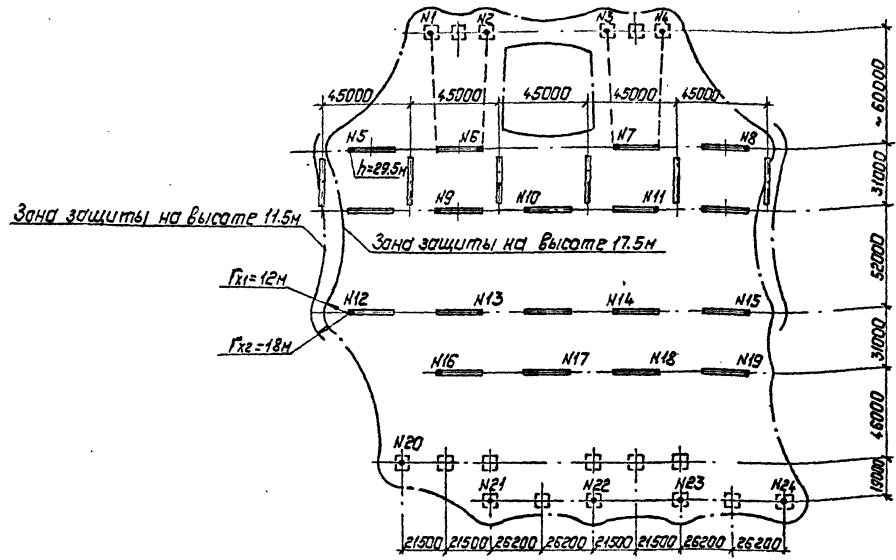 N1 N2 N3 N4
~ 60000
45000 45000 45000 45000 45000
N5 N6 N7 N8
h=29.5м
31000
N9 N10 N11
Зона защиты на высоте 11.5м
Зона защиты на высоте 17.5м
52000
rx1=12м
N12 N13 N14 N15
rx2=18м
31000
N16 N17 N18 N19
46000
N20
19000
N21 N22 N23 N24
21500 21500 26200 26200 21500 21500 26200 26200